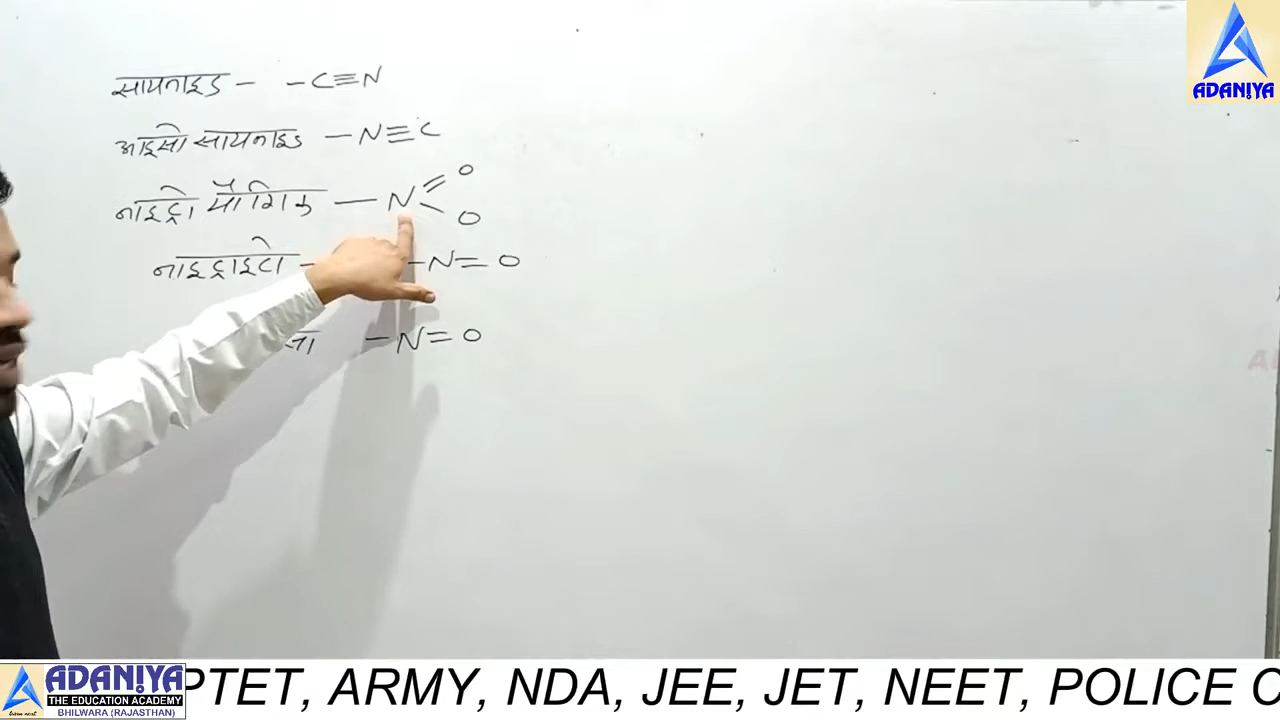 सायनाइड - -C≡N
आइसो सायनाइड -N≡C
नाइट्रो यौगिक -N=O
-O
नाइट्राइटो - -N=O
-N=O
ADANIYA
ADANIYA
THE EDUCATION ACADEMY
BHILWARA (RAJASTHAN)
PTET, ARMY, NDA, JEE, JET, NEET, POLICE C